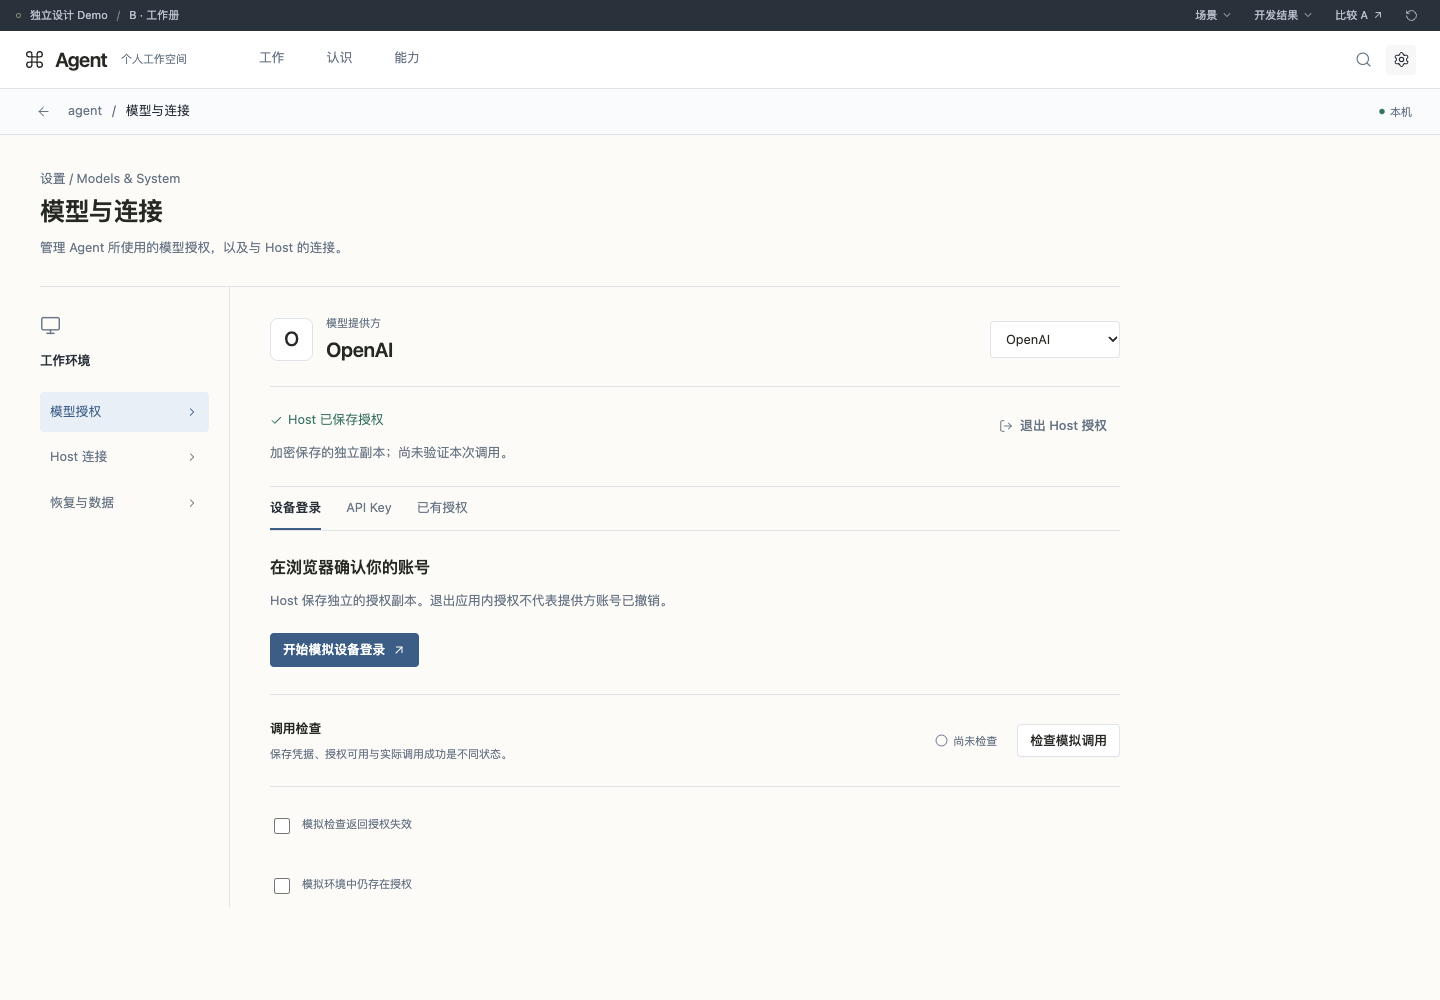 独立设计 Demo / B · 工作册
场景
开发结果
比较 A
Agent 个人工作空间
工作
认识
能力
agent / 模型与连接
本机
设置 / Models & System
模型与连接
管理 Agent 所使用的模型授权，以及与 Host 的连接。
工作环境
模型授权
Host 连接
恢复与数据
O
模型提供方
OpenAI
OpenAI
Host 已保存授权
加密保存的独立副本；尚未验证本次调用。
退出 Host 授权
设备登录
API Key
已有授权
在浏览器确认你的账号
Host 保存独立的授权副本。退出应用内授权不代表提供方账号已撤销。
开始模拟设备登录
调用检查
保存凭据、授权可用与实际调用成功是不同状态。
尚未检查
检查模拟调用
模拟检查返回授权失效
模拟环境中仍存在授权